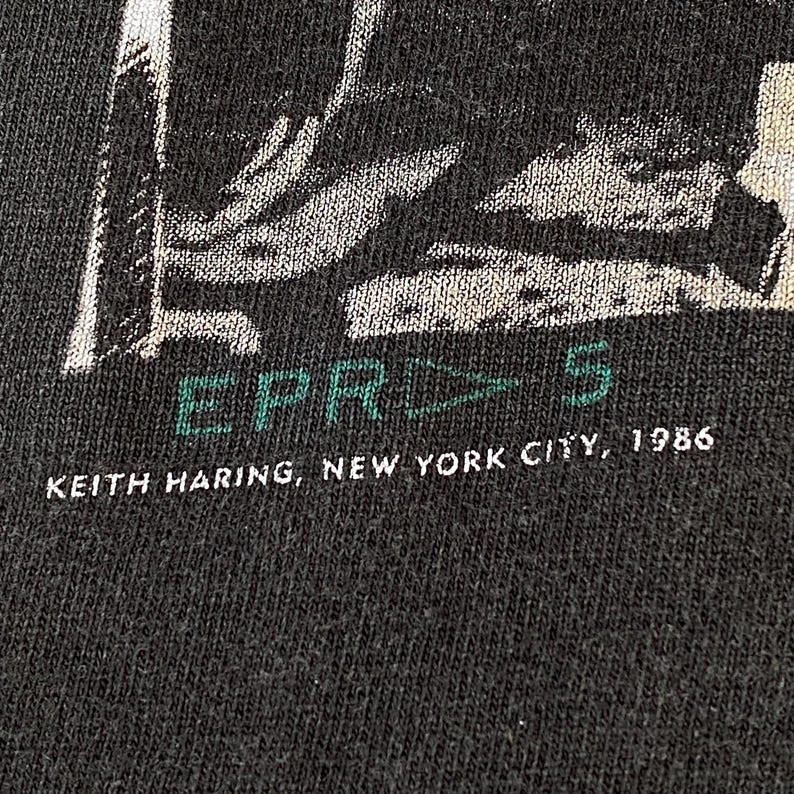 EPR ▷ 5
KEITH HARING, NEW YORK CITY, 1986